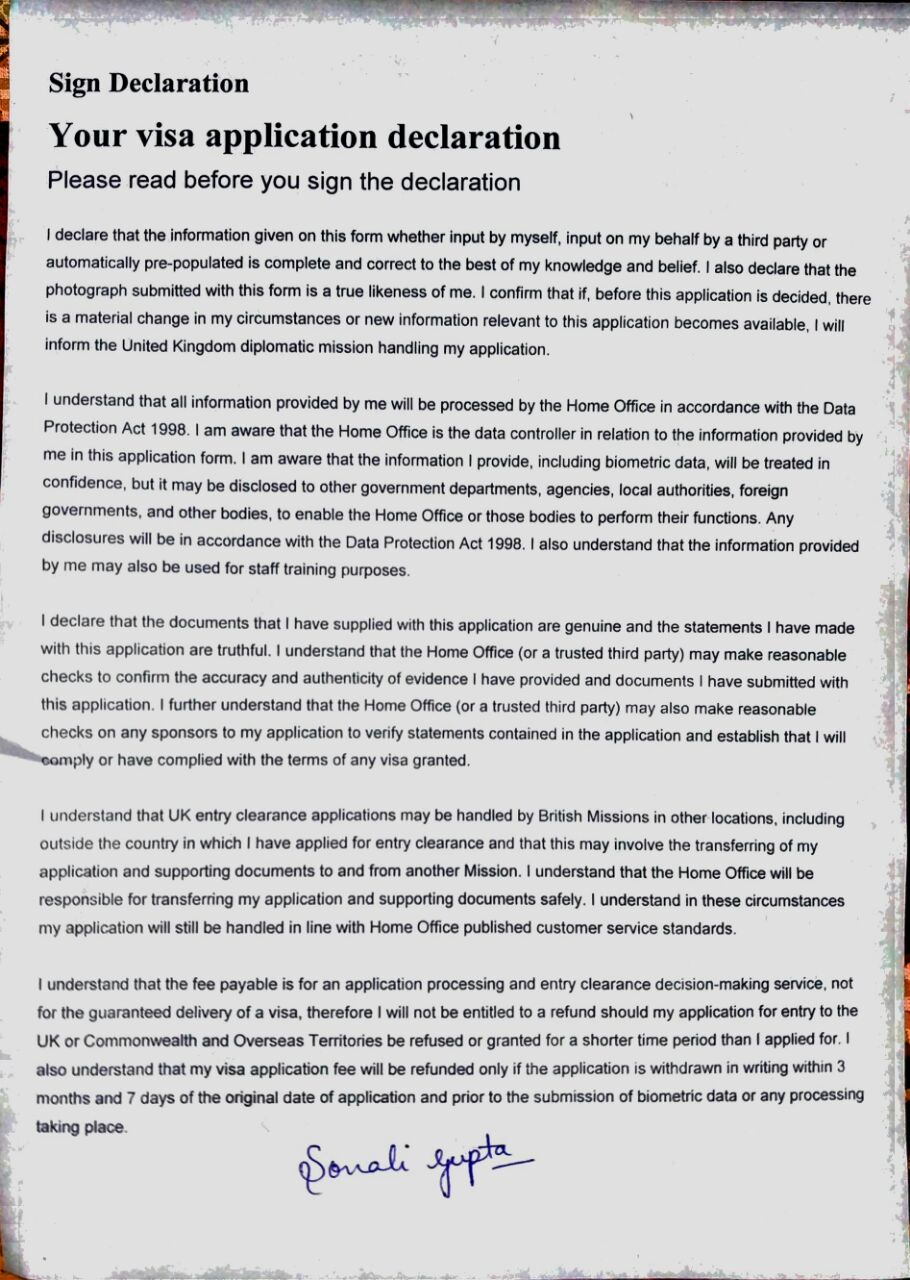 Sign Declaration
Your visa application declaration
Please read before you sign the declaration
I declare that the information given on this form whether input by myself, input on my behalf by a third party or
automatically pre-populated is complete and correct to the best of my knowledge and belief. I also declare that the
photograph submitted with this form is a true likeness of me. I confirm that if, before this application is decided, there
is a material change in my circumstances or new information relevant to this application becomes available, I will
inform the United Kingdom diplomatic mission handling my application.
I understand that all information provided by me will be processed by the Home Office in accordance with the Data
Protection Act 1998. I am aware that the Home Office is the data controller in relation to the information provided by
me in this application form. I am aware that the information I provide, including biometric data, will be treated in
confidence, but it may be disclosed to other government departments, agencies, local authorities, foreign
governments, and other bodies, to enable the Home Office or those bodies to perform their functions. Any
disclosures will be in accordance with the Data Protection Act 1998. I also understand that the information provided
by me may also be used for staff training purposes.
I declare that the documents that I have supplied with this application are genuine and the statements I have made
with this application are truthful. I understand that the Home Office (or a trusted third party) may make reasonable
checks to confirm the accuracy and authenticity of evidence I have provided and documents I have submitted with
this application. I further understand that the Home Office (or a trusted third party) may also make reasonable
checks on any sponsors to my application to verify statements contained in the application and establish that I will
comply or have complied with the terms of any visa granted.
I understand that UK entry clearance applications may be handled by British Missions in other locations, including
outside the country in which I have applied for entry clearance and that this may involve the transferring of my
application and supporting documents to and from another Mission. I understand that the Home Office will be
responsible for transferring my application and supporting documents safely. I understand in these circumstances
my application will still be handled in line with Home Office published customer service standards.
I understand that the fee payable is for an application processing and entry clearance decision-making service, not
for the guaranteed delivery of a visa, therefore I will not be entitled to a refund should my application for entry to the
UK or Commonwealth and Overseas Territories be refused or granted for a shorter time period than I applied for. I
also understand that my visa application fee will be refunded only if the application is withdrawn in writing within 3
months and 7 days of the original date of application and prior to the submission of biometric data or any processing
taking place.
Sonali Gupta